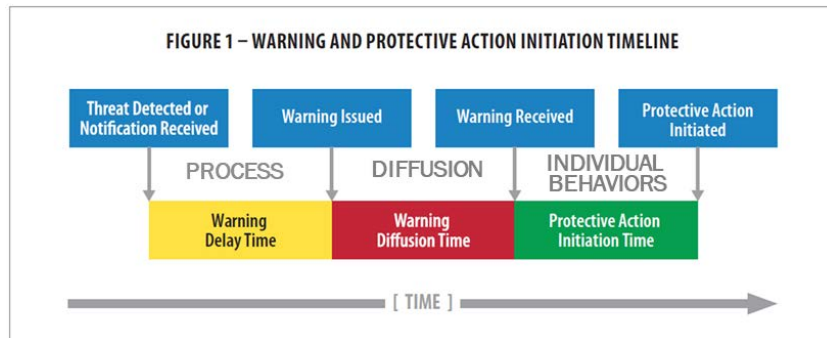 FIGURE 1 – WARNING AND PROTECTIVE ACTION INITIATION TIMELINE
Threat Detected or
Notification Received
Warning Issued
Warning Received
Protective Action
Initiated
PROCESS
DIFFUSION
INDIVIDUAL
BEHAVIORS
Warning
Delay Time
Warning
Diffusion Time
Protective Action
Initiation Time
[ TIME ]